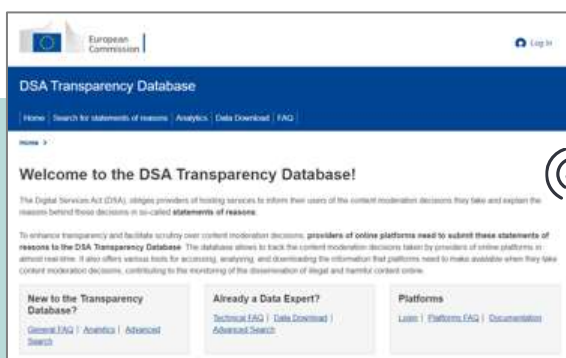 European
Commission
Log In
DSA Transparency Database
Home | Search for statements of reasons | Analytics | Data Download | FAQ
Home >
Welcome to the DSA Transparency Database!
The Digital Services Act (DSA), obliges providers of hosting services to inform their users of the content moderation decisions they take and explain the
reasons behind those decisions in so-called statements of reasons.
To enhance transparency and facilitate scrutiny over content moderation decisions, providers of online platforms need to submit these statements of
reasons to the DSA Transparency Database. The database allows to track the content moderation decisions taken by providers of online platforms in
almost real-time. It also offers various tools for accessing, analysing, and downloading the information that platforms need to make available when they take
content moderation decisions, contributing to the monitoring of the dissemination of illegal and harmful content online.
New to the Transparency
Database?
General FAQ | Analytics | Advanced
Search
Already a Data Expert?
Technical FAQ | Data Download |
Advanced Search
Platforms
Login | Platforms FAQ | Documentation